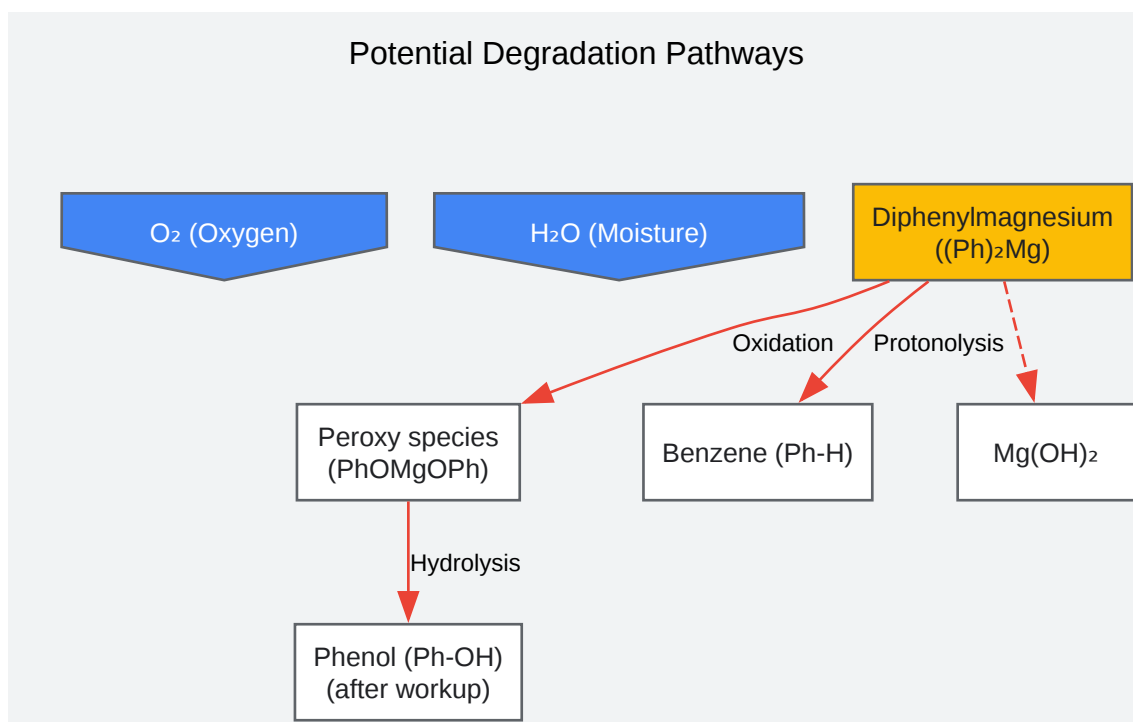 Potential Degradation Pathways
O₂ (Oxygen)
H₂O (Moisture)
Diphenylmagnesium
((Ph)₂Mg)
Oxidation
Protonolysis
Peroxy species
(PhOMgOPh)
Benzene (Ph-H)
Mg(OH)₂
Hydrolysis
Phenol (Ph-OH)
(after workup)